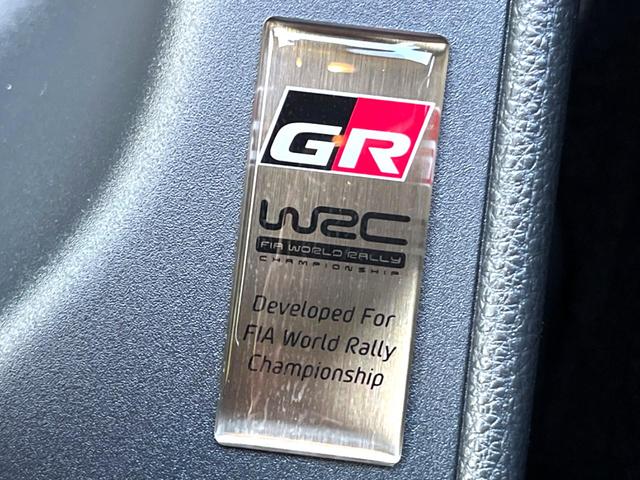 GR
WRC
FIA WORLD RALLY
CHAMPIONSHIP
Developed For
FIA World Rally
Championship